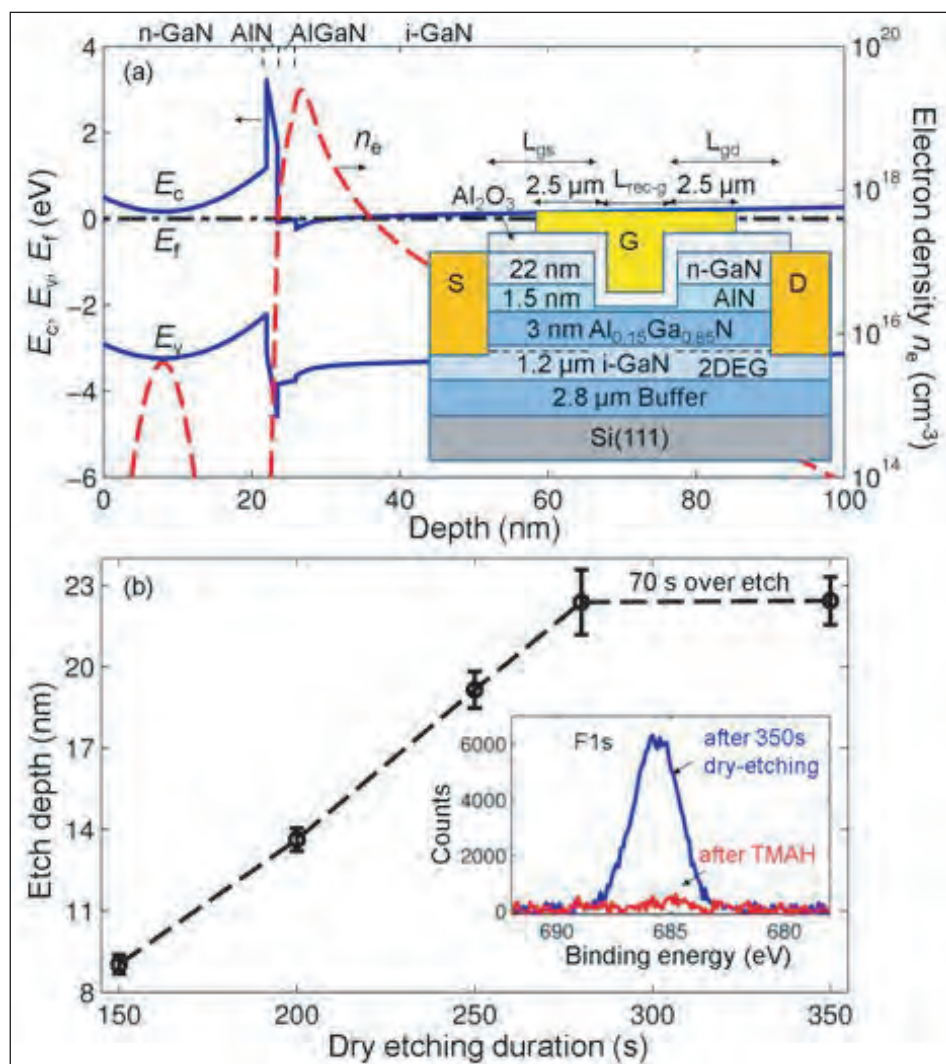 n-GaN AlN AlGaN i-GaN
(a)
4
2
0
−2
−4
−6
E_c, E_v, E_f (eV)
10^20
10^18
10^16
10^14
Electron density n_e (cm^-3)
E_c
E_f
E_v
n_e
L_gs
L_gd
2.5 µm
L_rec-g
2.5 µm
Al_2O_3
G
S
D
22 nm
n-GaN
1.5 nm
AlN
3 nm Al_0.15Ga_0.85N
1.2 µm i-GaN
2DEG
2.8 µm Buffer
Si(111)
0 20 40 60 80 100
Depth (nm)
(b)
70 s over etch
23
20
17
14
11
8
Etch depth (nm)
F1s
after 350s
dry-etching
after TMAH
6000
4000
2000
0
Counts
690 685 680
Binding energy (eV)
150 200 250 300 350
Dry etching duration (s)